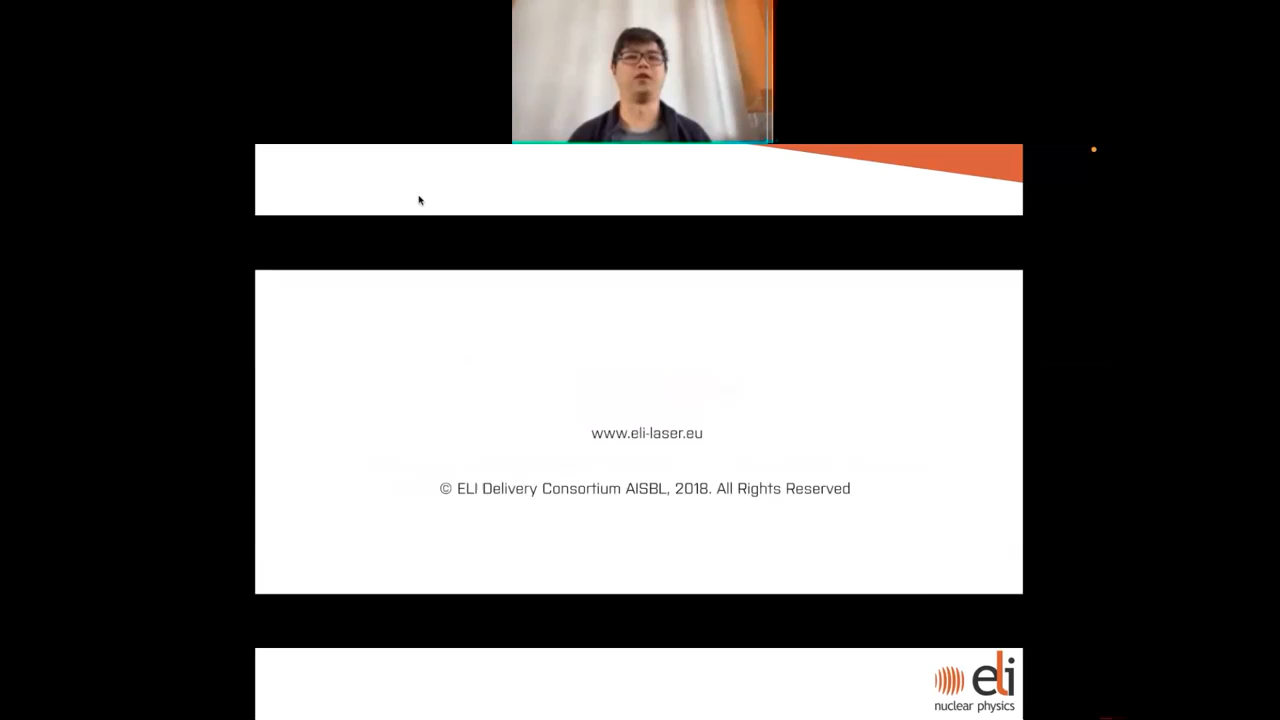 www.eli-laser.eu
© ELI Delivery Consortium AISBL, 2018. All Rights Reserved
eli
nuclear physics